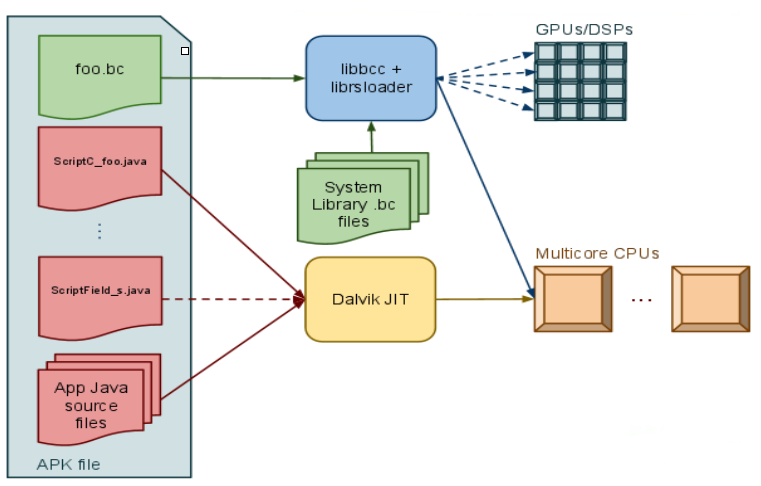 GPUs/DSPs
foo.bc
libbcc +
librsloader
ScriptC_foo.java
System
Library .bc
files
Multicore CPUs
ScriptField_s.java
Dalvik JIT
...
App Java
source
files
APK file